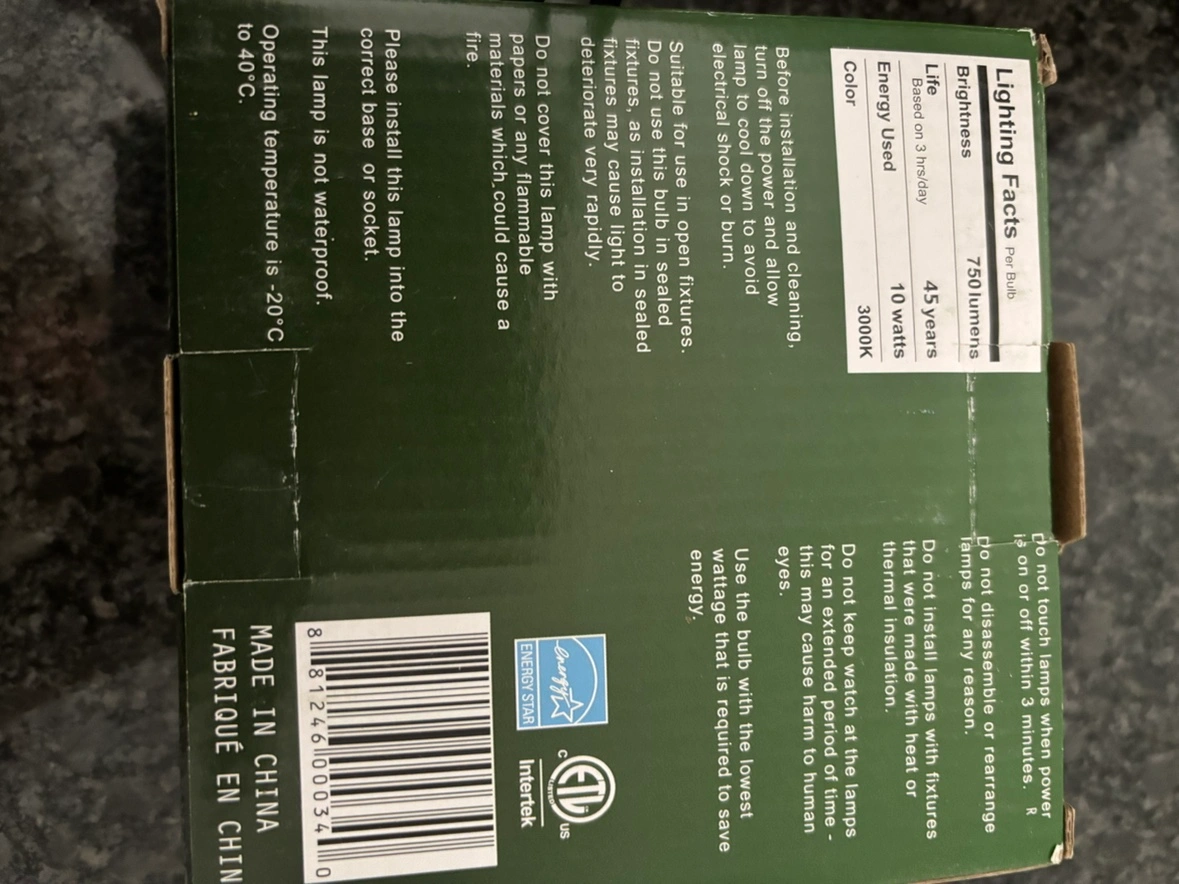 Lighting Facts Per Bulb
Brightness 750 lumens
Life 45 years
Based on 3 hrs/day
Energy Used 10 watts
Color 3000K
Before installation and cleaning,
turn off the power and allow
lamp to cool down to avoid
electrical shock or burn.
Suitable for use in open fixtures.
Do not use this bulb in sealed
fixtures, as installation in sealed
fixtures may cause light to
deteriorate very rapidly.
Do not cover this lamp with
papers or any flammable
materials which could cause a
fire.
Please install this lamp into the
correct base or socket.
This lamp is not waterproof.
Operating temperature is -20°C
to 40°C.
Do not touch lamps when power
is on or off within 3 minutes. R
Do not disassemble or rearrange
lamps for any reason.
Do not install lamps with fixtures
that were made with heat or
thermal insulation.
Do not keep watch at the lamps
for an extended period of time -
this may cause harm to human
eyes.
Use the bulb with the lowest
wattage that is required to save
energy.
energy
ENERGY STAR
C ETL US
LISTED
Intertek
8 81246 00034 0
MADE IN CHINA
FABRIQUÉ EN CHIN